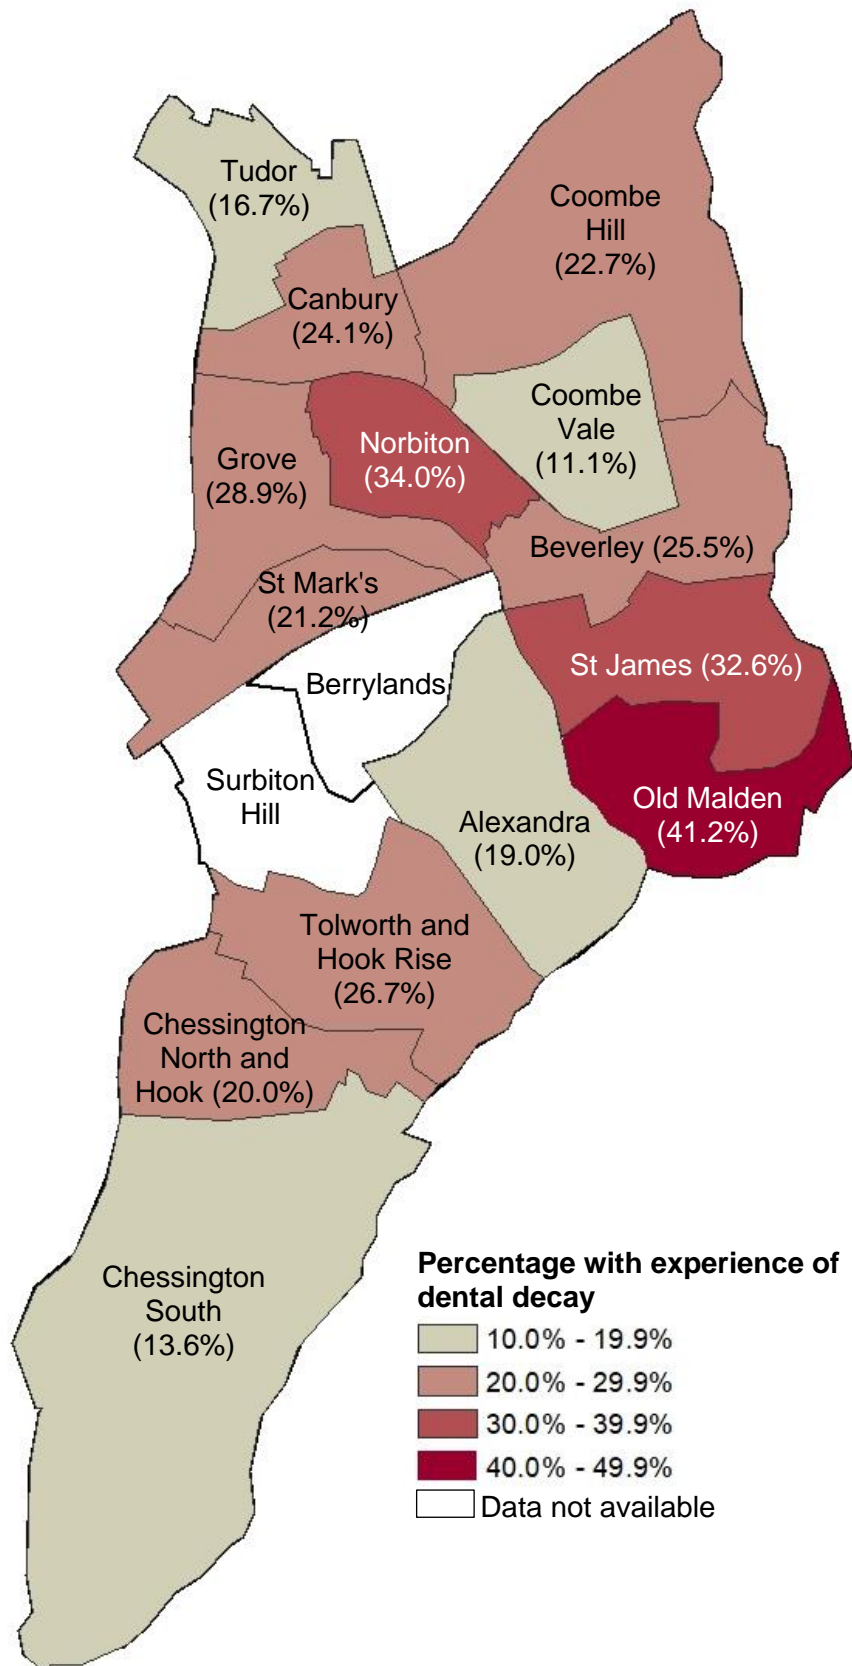 Tudor
(16.7%)
Coombe
Hill
(22.7%)
Canbury
(24.1%)
Coombe
Vale
(11.1%)
Norbiton
(34.0%)
Grove
(28.9%)
Beverley (25.5%)
St Mark's
(21.2%)
St James (32.6%)
Berrylands
Surbiton
Hill
Old Malden
(41.2%)
Alexandra
(19.0%)
Tolworth and
Hook Rise
(26.7%)
Chessington
North and
Hook (20.0%)
Chessington
South
(13.6%)
Percentage with experience of
dental decay
10.0% - 19.9%
20.0% - 29.9%
30.0% - 39.9%
40.0% - 49.9%
Data not available